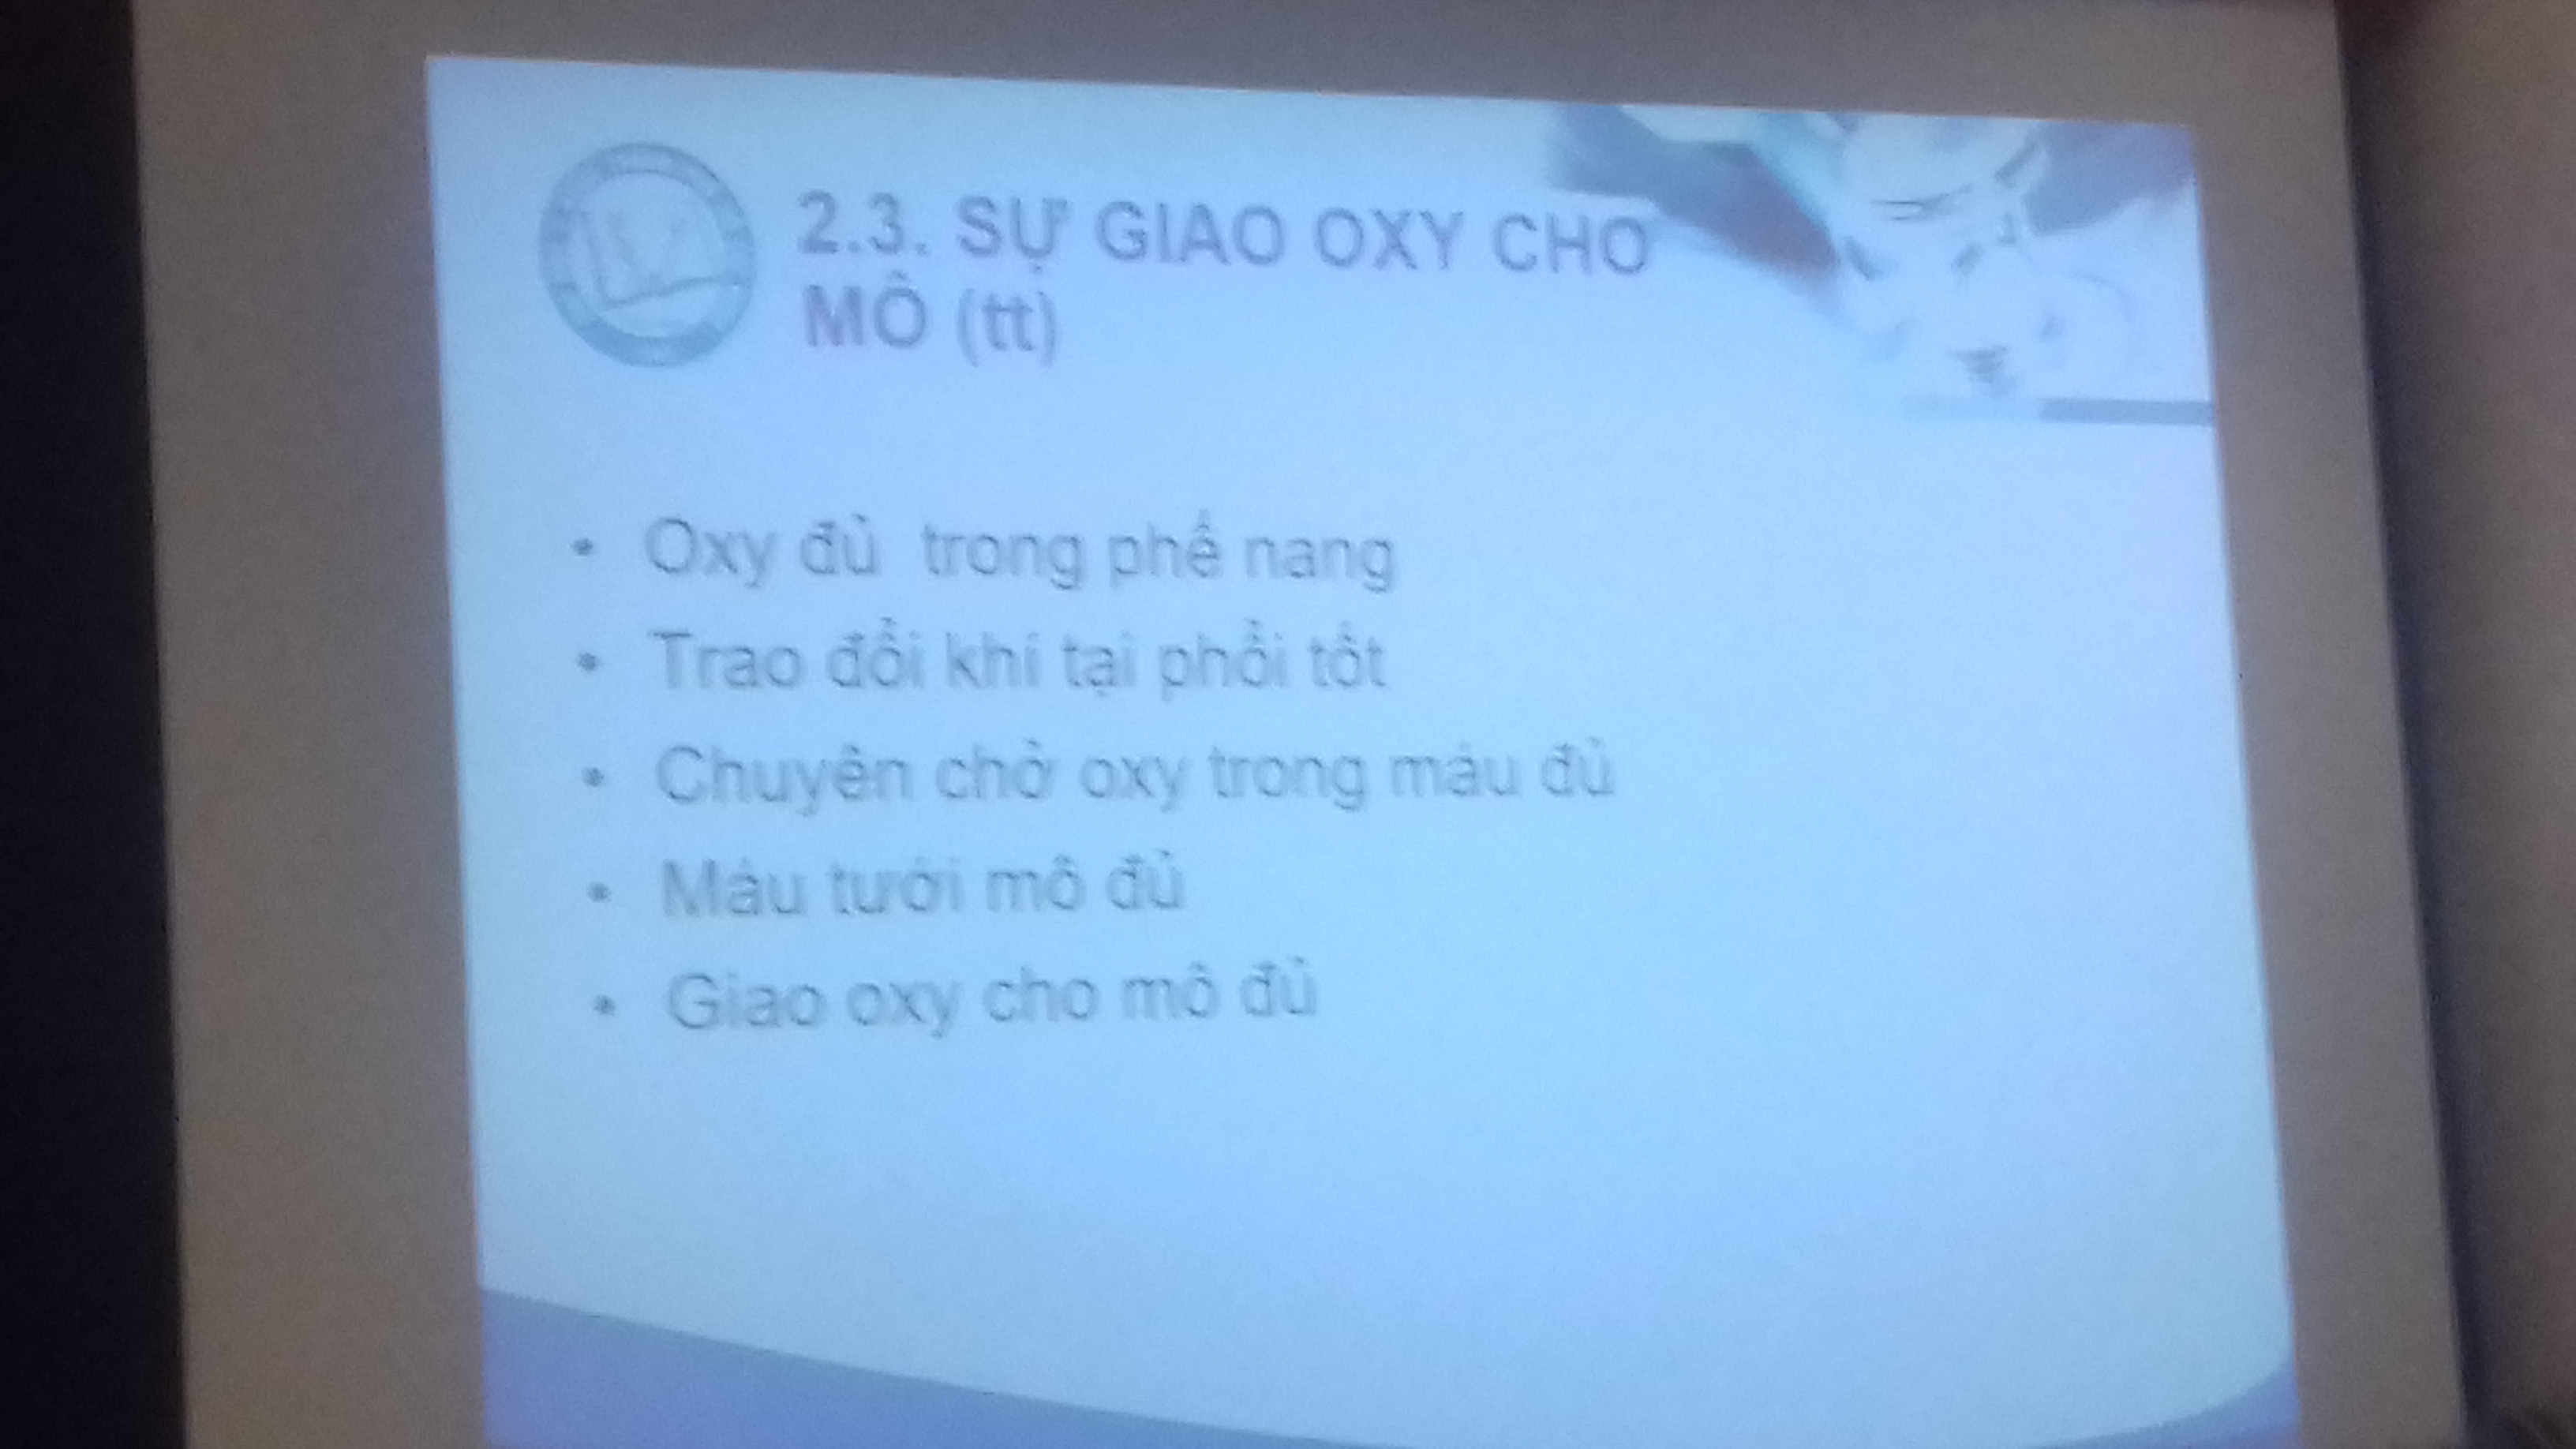 2.3. SỰ GIAO OXY CHO
MÔ (tt)
• Oxy đủ trong phế nang
• Trao đổi khí tại phổi tốt
• Chuyên chở oxy trong máu đủ
• Máu tưới mô đủ
• Giao oxy cho mô đủ